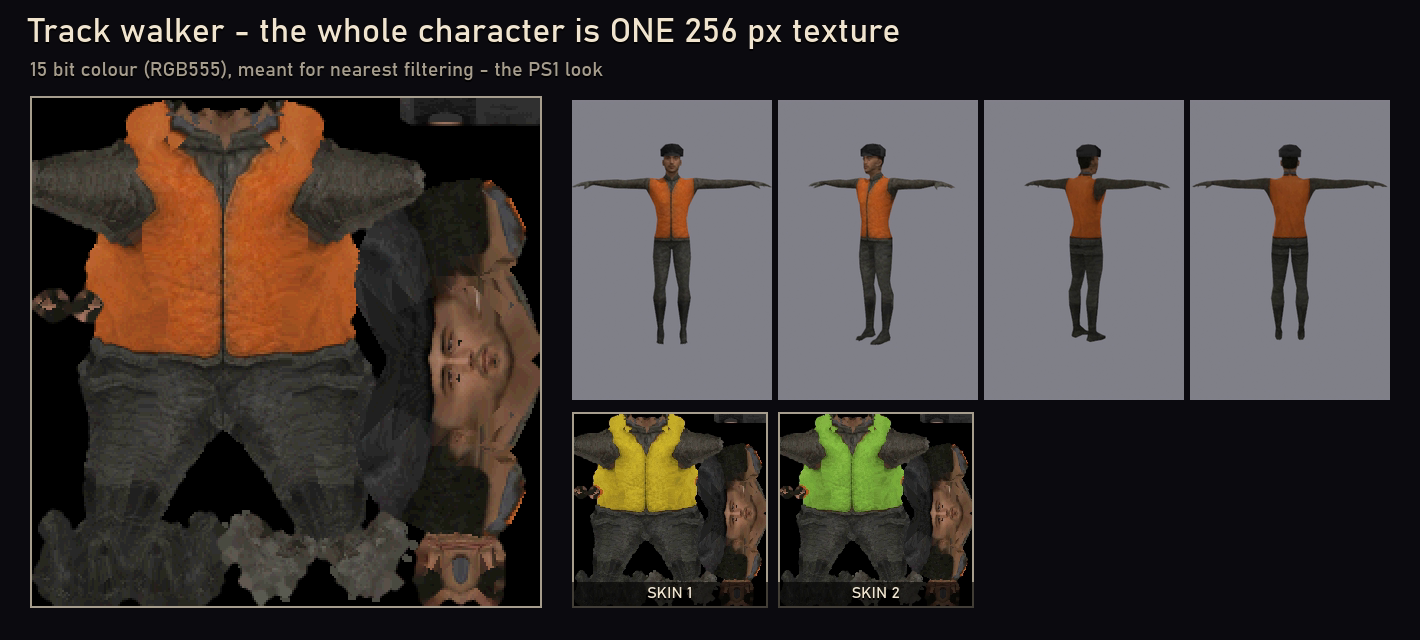 Track walker - the whole character is ONE 256 px texture
15 bit colour (RGB555), meant for nearest filtering - the PS1 look
SKIN 1
SKIN 2